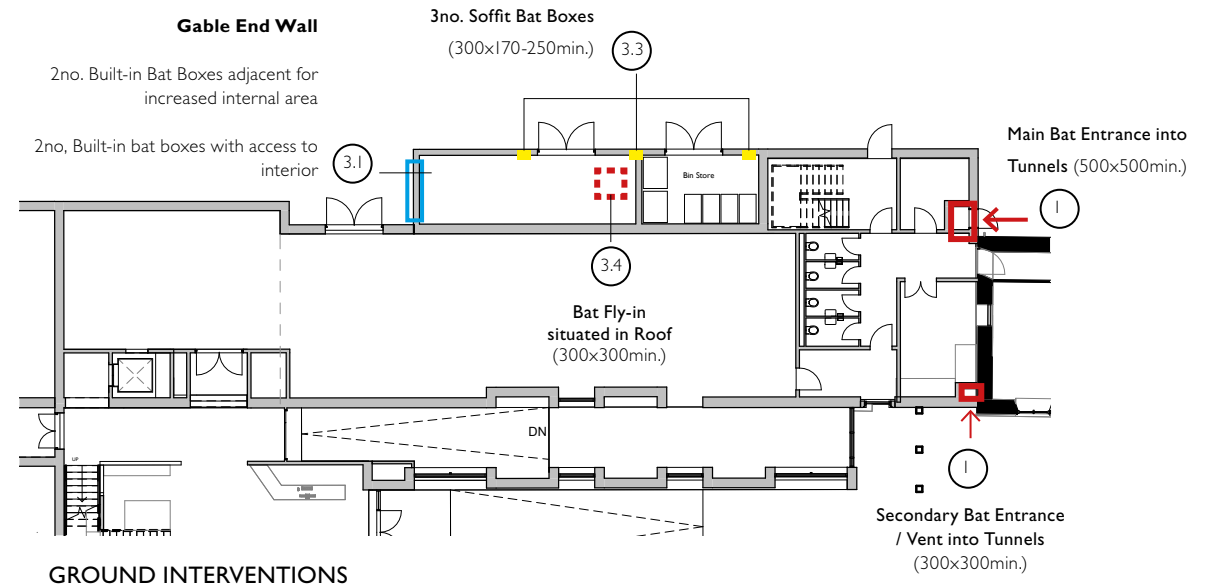 Gable End Wall
2no. Built-in Bat Boxes adjacent for
increased internal area
2no, Built-in bat boxes with access to
interior
3.1
3no. Soffit Bat Boxes
(300x170-250min.)
3.3
Bin Store
Main Bat Entrance into
Tunnels (500x500min.)
1
3.4
Bat Fly-in
situated in Roof
(300x300min.)
DN
UP
1
Secondary Bat Entrance
/ Vent into Tunnels
(300x300min.)
GROUND INTERVENTIONS